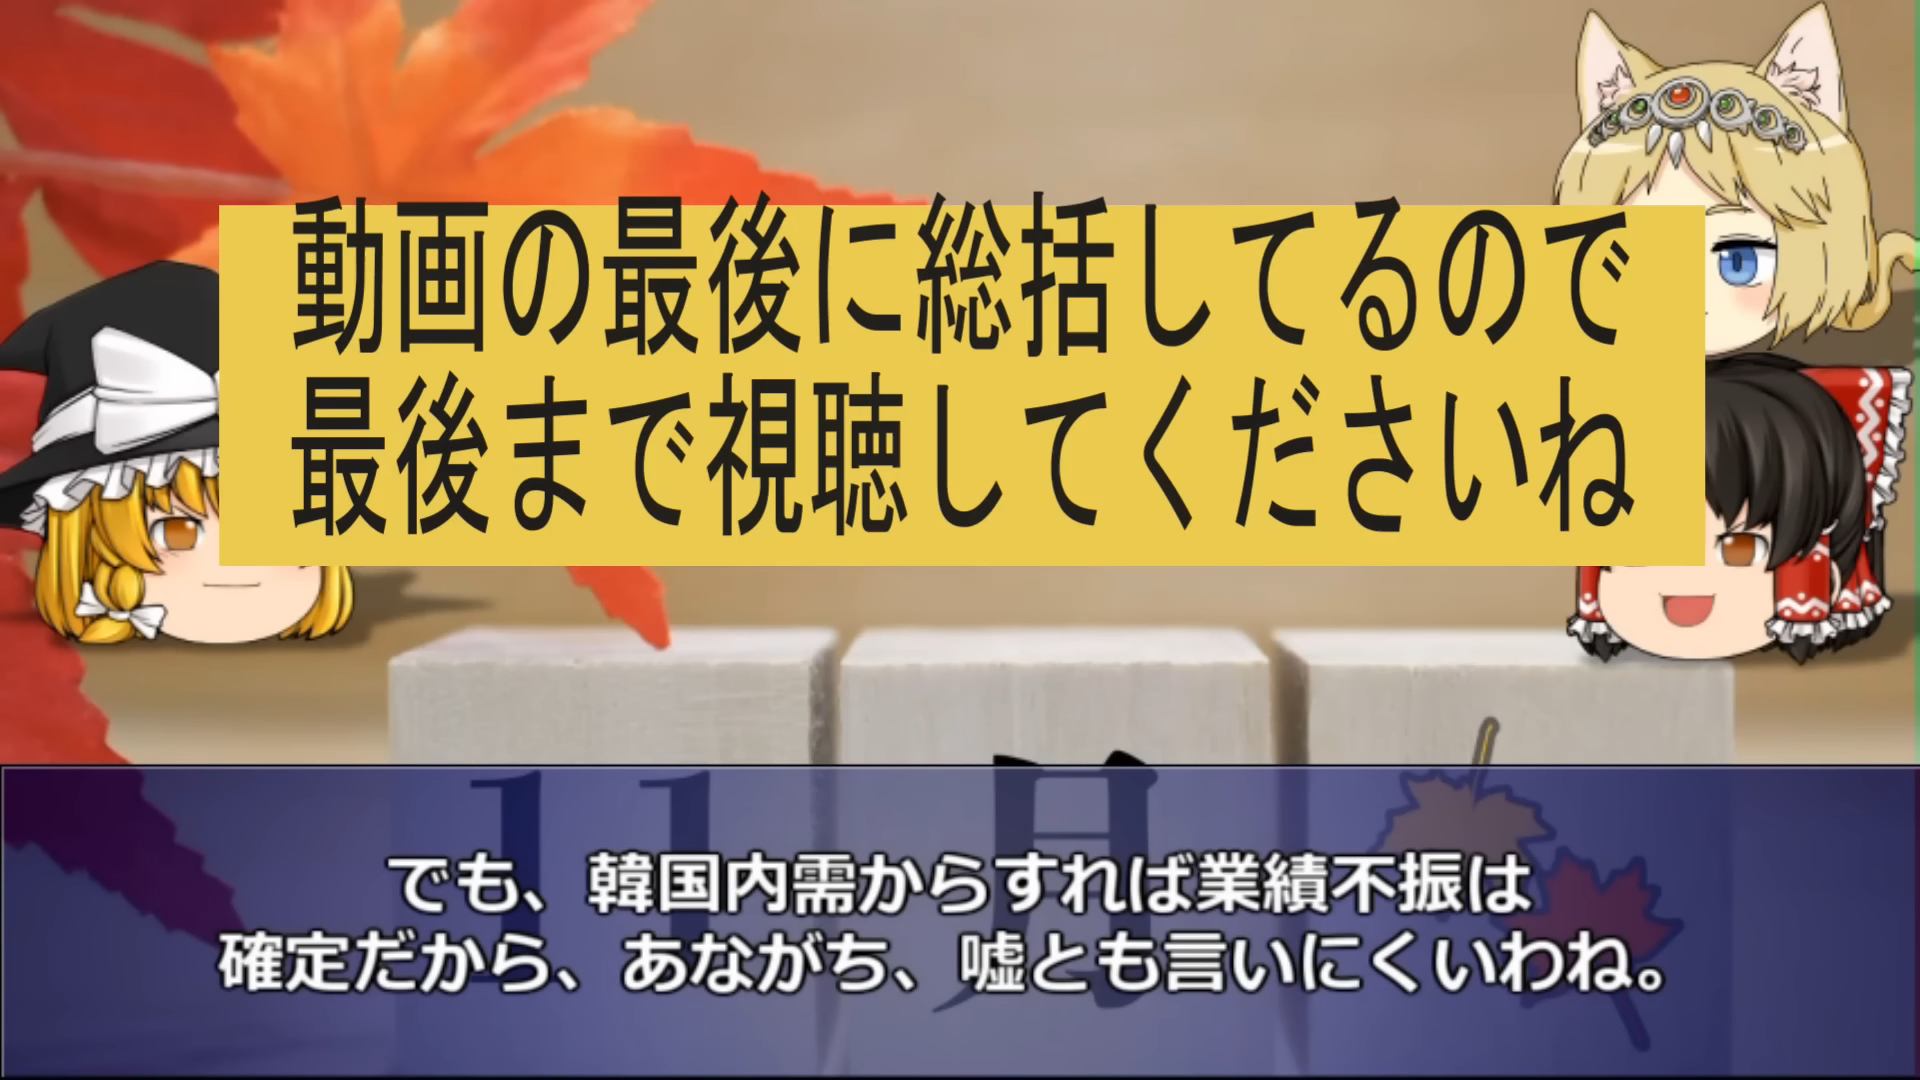 動画の最後に総括してるので
最後まで視聴してくださいね
11月
でも、韓国内需からすれば業績不振は
確定だから、あながち、嘘とも言いにくいわね。